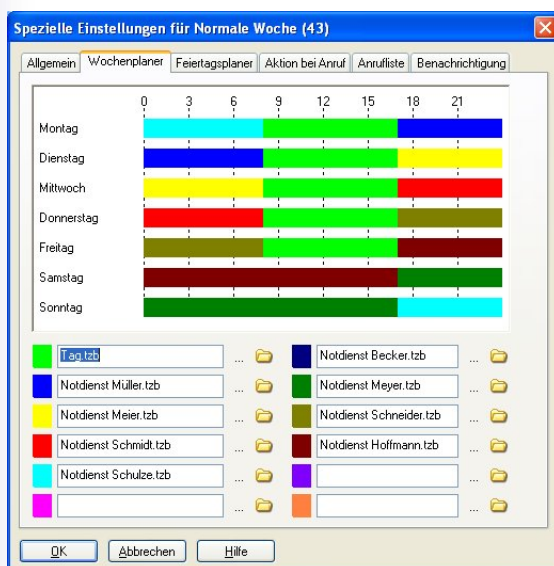 Spezielle Einstellungen für Normale Woche (43)
Allgemein Wochenplaner Feiertagsplaner Aktion bei Anruf Anrufliste Benachrichtigung
0 3 6 9 12 15 18 21
Montag
Dienstag
Mittwoch
Donnerstag
Freitag
Samstag
Sonntag
Tag.tzb ... Notdienst Becker.tzb ...
Notdienst Müller.tzb ... Notdienst Meyer.tzb ...
Notdienst Meier.tzb ... Notdienst Schneider.tzb ...
Notdienst Schmidt.tzb ... Notdienst Hoffmann.tzb ...
Notdienst Schulze.tzb ... ...
... ...
OK Abbrechen Hilfe